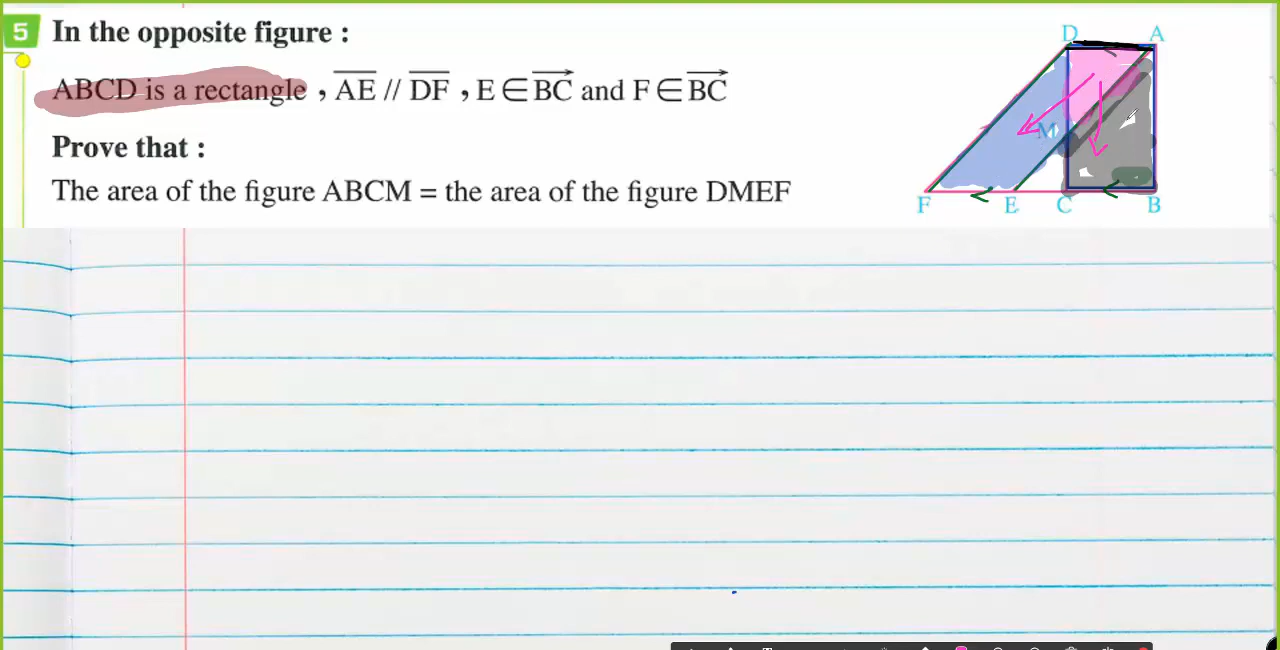 5 In the opposite figure :
ABCD is a rectangle , AE // DF , E ∈ BC and F ∈ BC
Prove that :
The area of the figure ABCM = the area of the figure DMEF
D A
M
F E C B